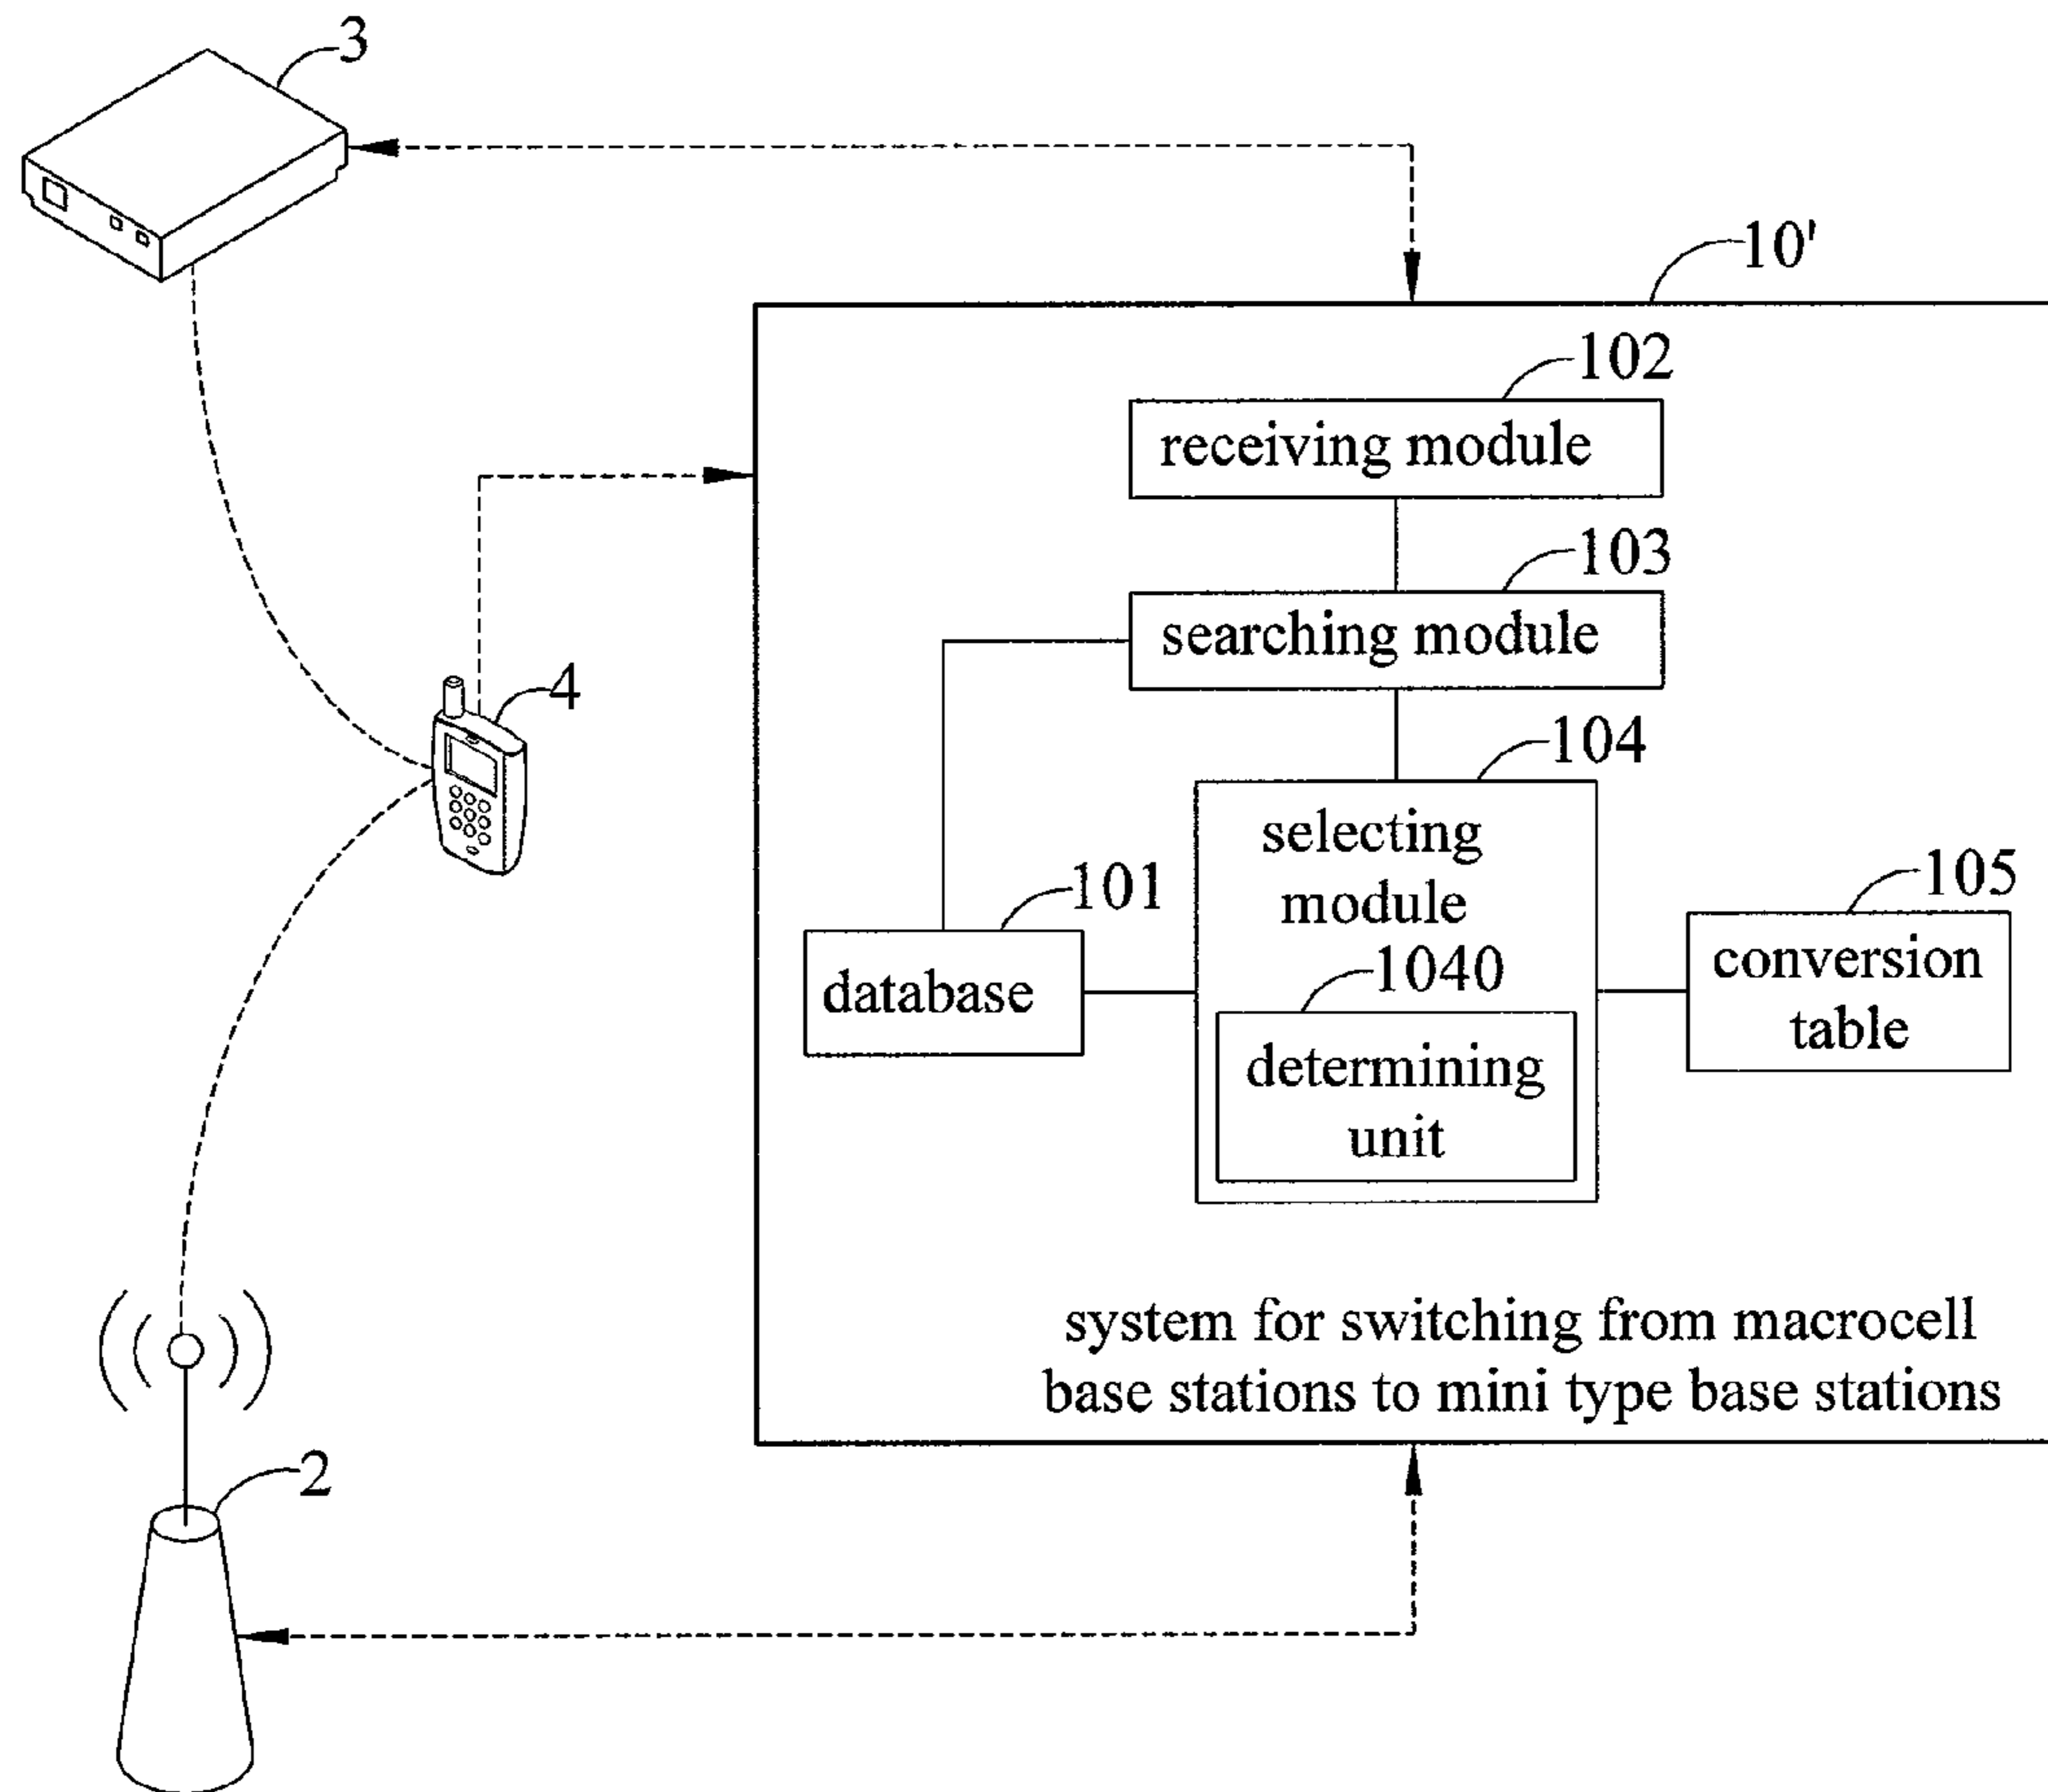 3
10'
102
receiving module
103
searching module
4
104
selecting
module
101
database
1040
determining
unit
105
conversion
table
system for switching from macrocell
base stations to mini type base stations
2